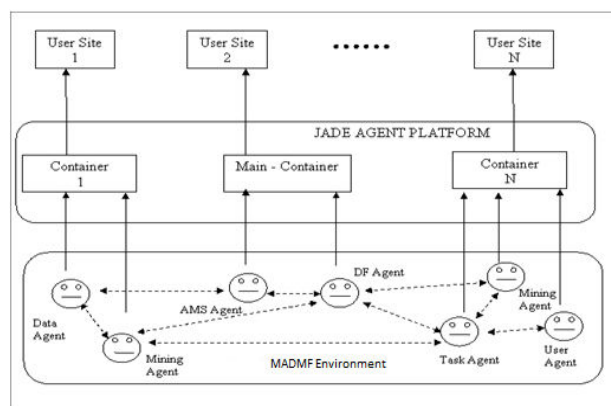 User Site
1
User Site
2
User Site
N
JADE AGENT PLATFORM
Container
1
Main - Container
Container
N
DF Agent
AMS Agent
Mining
Agent
Data
Agent
Mining
Agent
Task Agent
User
Agent
MADMF Environment